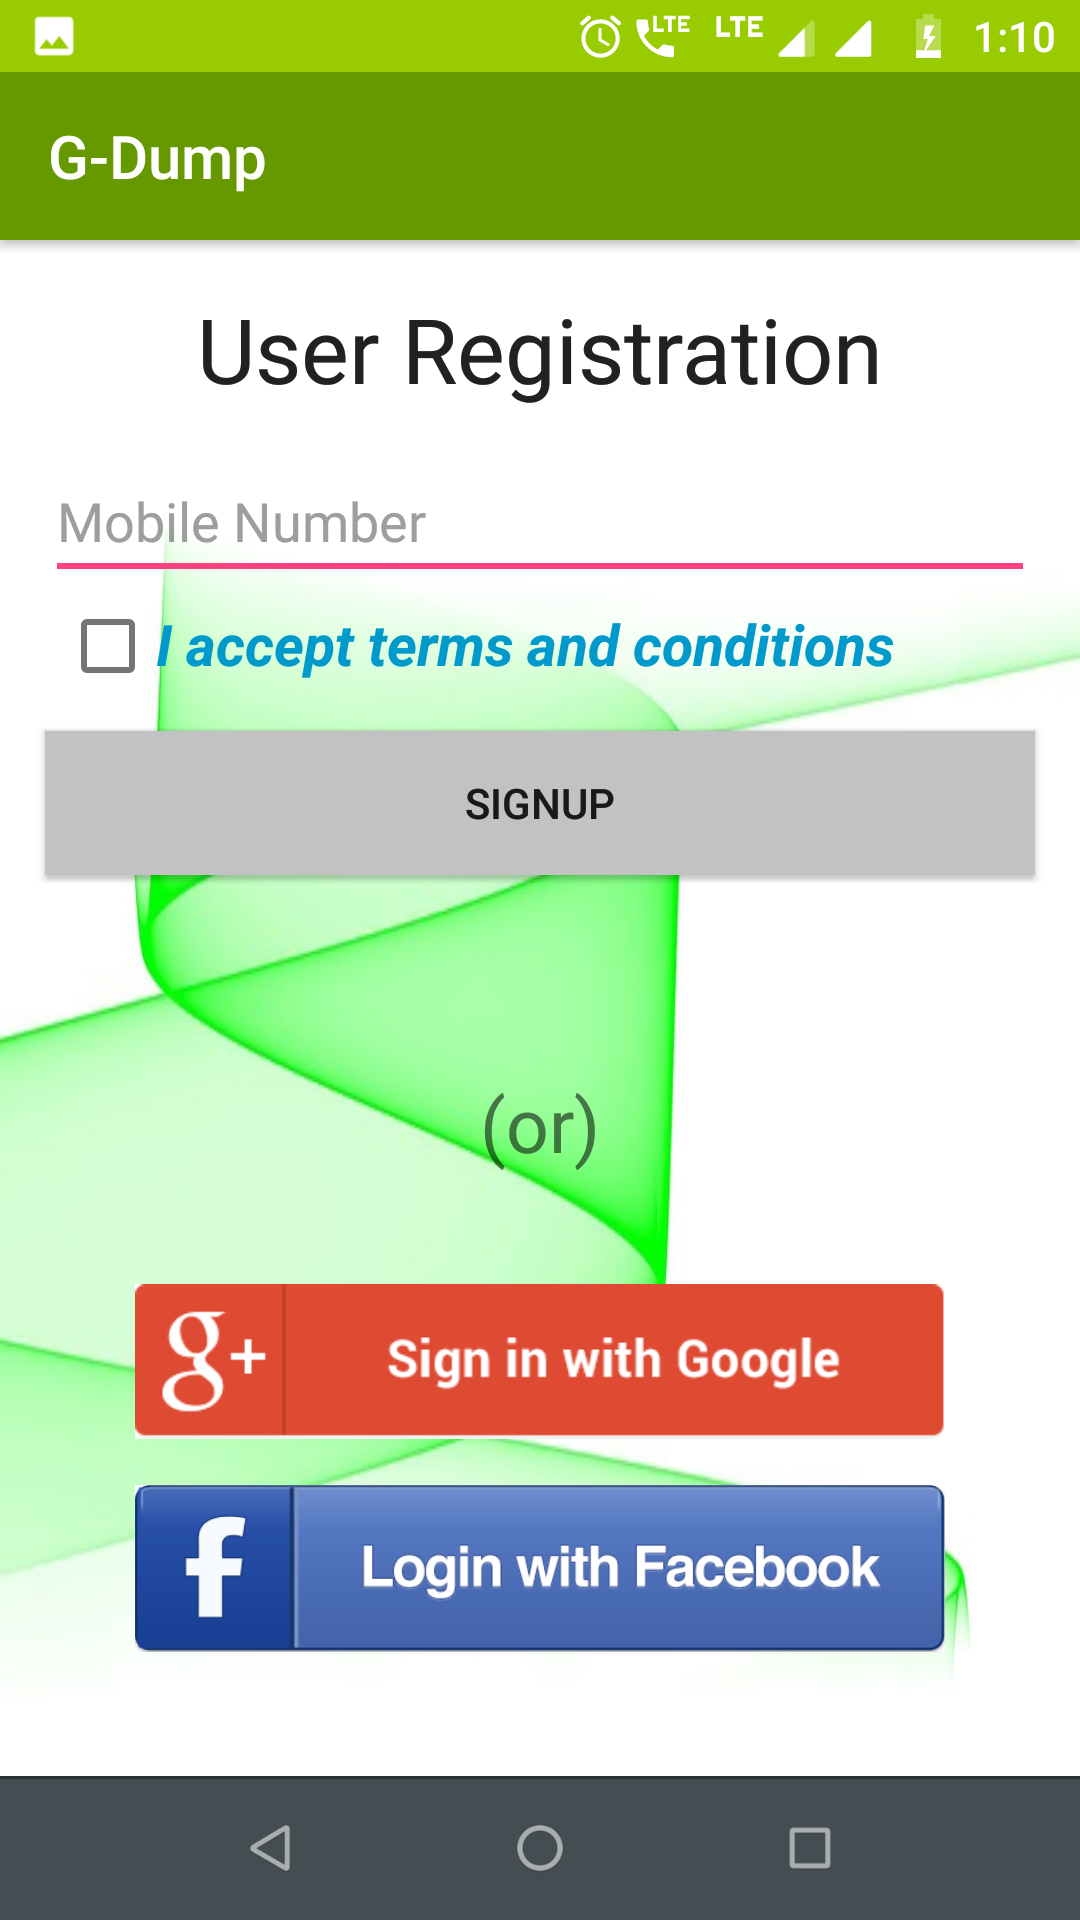 LTE LTE 1:10
G-Dump
User Registration
Mobile Number
I accept terms and conditions
SIGNUP
(or)
g+ Sign in with Google
f Login with Facebook